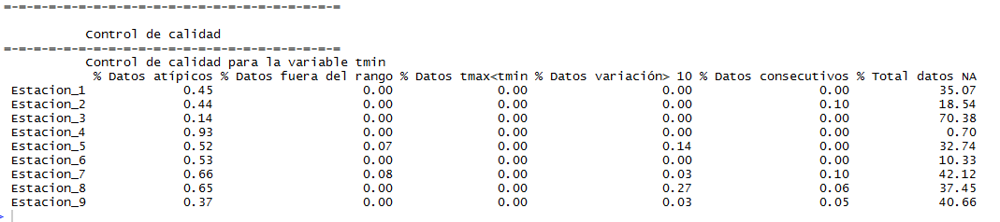 =-=-=-=-=-=-=-=-=-=-=-=-=-=-=-=-=-=-=-=-=-=-=
Control de calidad
=-=-=-=-=-=-=-=-=-=-=-=-=-=-=-=-=-=-=-=-=-=-=
Control de calidad para la variable tmin
% Datos atípicos % Datos fuera del rango % Datos tmax<tmin % Datos variación> 10 % Datos consecutivos % Total datos NA
Estacion_1 0.45 0.00 0.00 0.00 0.00 35.07
Estacion_2 0.44 0.00 0.00 0.00 0.10 18.54
Estacion_3 0.14 0.00 0.00 0.00 0.00 70.38
Estacion_4 0.93 0.00 0.00 0.00 0.00 0.70
Estacion_5 0.52 0.07 0.00 0.14 0.00 32.74
Estacion_6 0.53 0.00 0.00 0.00 0.00 10.33
Estacion_7 0.66 0.08 0.00 0.03 0.10 42.12
Estacion_8 0.65 0.00 0.00 0.27 0.06 37.45
Estacion_9 0.37 0.00 0.00 0.03 0.05 40.66
>